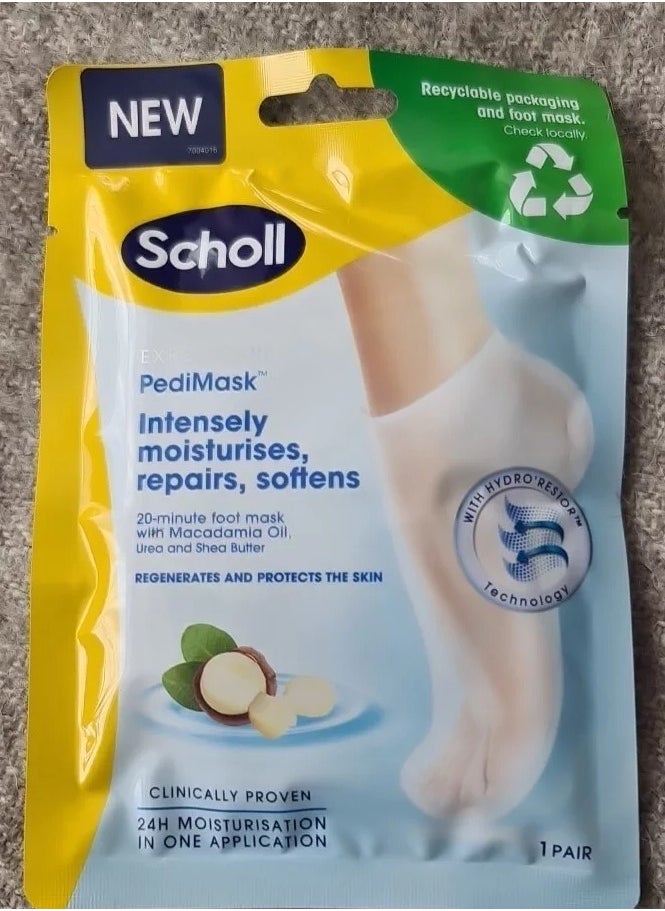 NEW
7004016
Recyclable packaging
and foot mask.
Check locally.
Scholl
PediMask™
Intensely
moisturises,
repairs, softens
20-minute foot mask
with Macadamia Oil,
Urea and Shea Butter
REGENERATES AND PROTECTS THE SKIN
WITH HYDRO'RESTOR™
Technology
CLINICALLY PROVEN
24H MOISTURISATION
IN ONE APPLICATION
1 PAIR